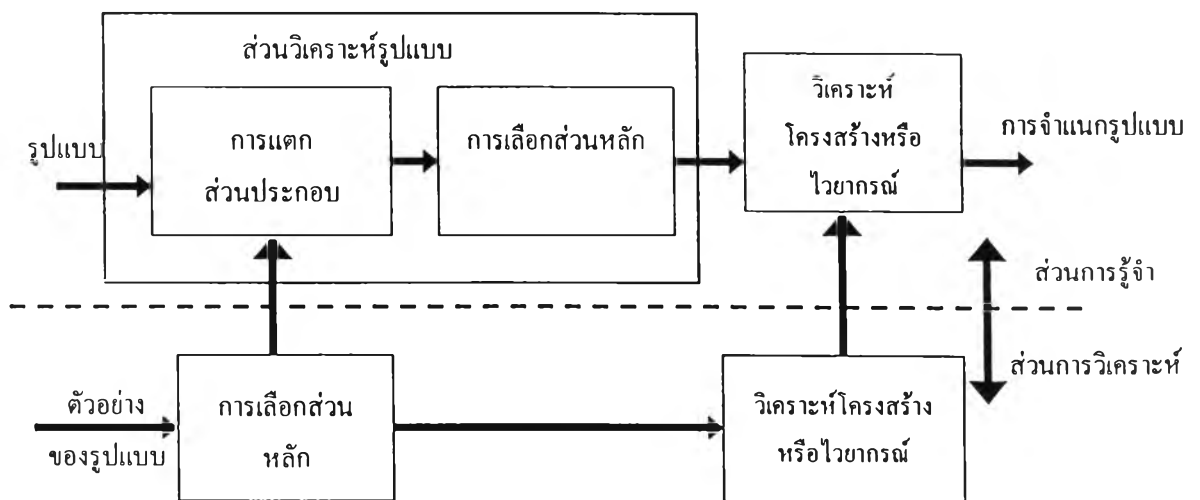 ส่วนวิเคราะห์รูปแบบ
รูปแบบ
การแตก
ส่วนประกอบ
การเลือกส่วนหลัก
วิเคราะห์
โครงสร้างหรือ
ไวยากรณ์
การจำแนกรูปแบบ
ส่วนการรู้จำ
ส่วนการวิเคราะห์
ตัวอย่าง
ของรูปแบบ
การเลือกส่วน
หลัก
วิเคราะห์โครงสร้าง
หรือไวยากรณ์